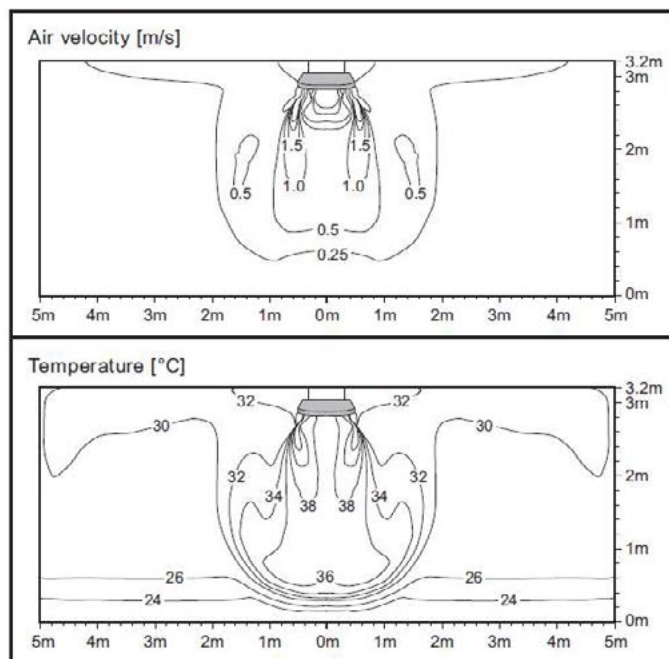 Air velocity [m/s]
3.2m
3m
1.5 1.5
2m
1.0 1.0
0.5 0.5
1m
0.5
0.25
0m
5m 4m 3m 2m 1m 0m 1m 2m 3m 4m 5m
Temperature [°C]
3.2m
32 32
3m
30 30
32 32
2m
34 34
38 38
1m
36
26 26
24 24
0m
5m 4m 3m 2m 1m 0m 1m 2m 3m 4m 5m